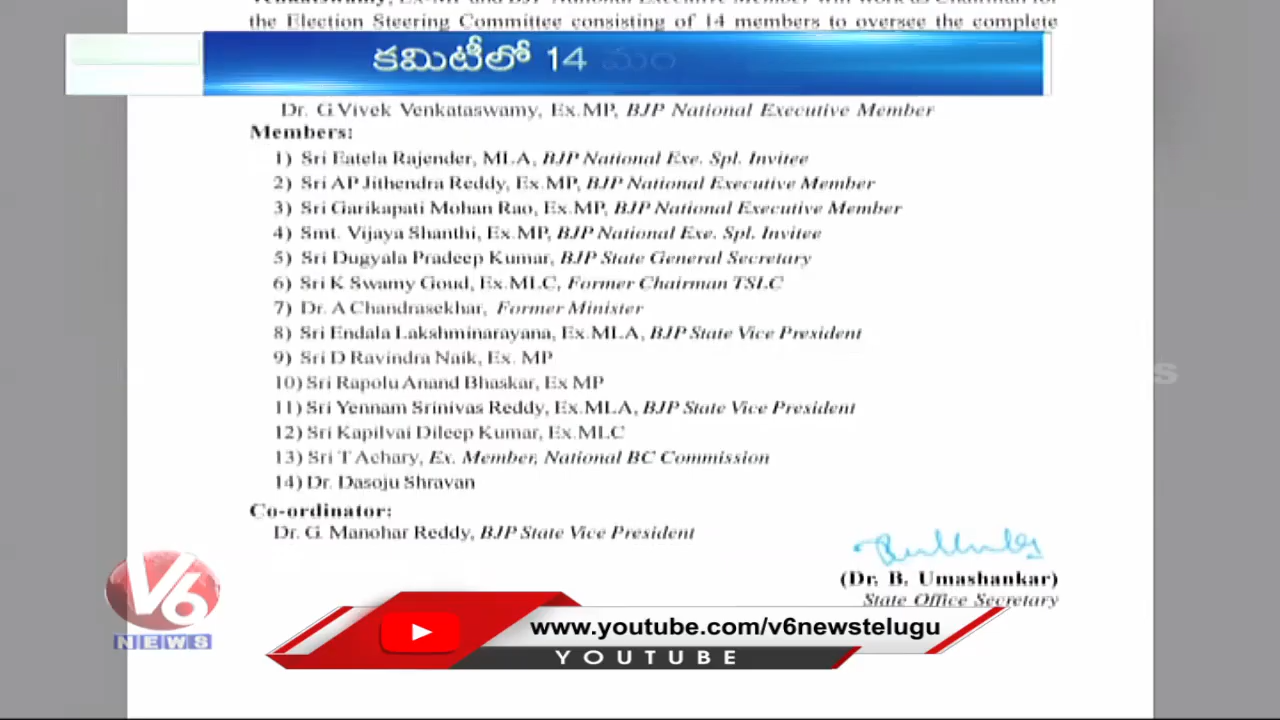 Venkatswamy, Ex-MP and BJP National Executive Member will work as Chairman for
the Election Steering Committee consisting of 14 members to oversee the complete
కమిటీలో 14 మం
Dr. G Vivek Venkataswamy, Ex.MP, BJP National Executive Member
Members:
1) Sri Eatela Rajender, MLA, BJP National Exe. Spl. Invitee
2) Sri AP Jithendra Reddy, Ex.MP, BJP National Executive Member
3) Sri Garikapati Mohan Rao, Ex.MP, BJP National Executive Member
4) Smt. Vijaya Shanthi, Ex.MP, BJP National Exe. Spl. Invitee
5) Sri Dugyala Pradeep Kumar, BJP State General Secretary
6) Sri K Swamy Goud, Ex.MLC, Former Chairman TSLC
7) Dr. A Chandrasekhar, Former Minister
8) Sri Endala Lakshminarayana, Ex.MLA, BJP State Vice President
9) Sri D Ravindra Naik, Ex. MP
10) Sri Rapolu Anand Bhaskar, Ex MP
11) Sri Yennam Srinivas Reddy, Ex.MLA, BJP State Vice President
12) Sri Kapilvai Dileep Kumar, Ex.MLC
13) Sri T Achary, Ex. Member, National BC Commission
14) Dr. Dasoju Shravan
Co-ordinator:
Dr. G. Manohar Reddy, BJP State Vice President
(Dr. B. Umashankar)
State Office Secretary
V6
NEWS
www.youtube.com/v6newstelugu
YOUTUBE